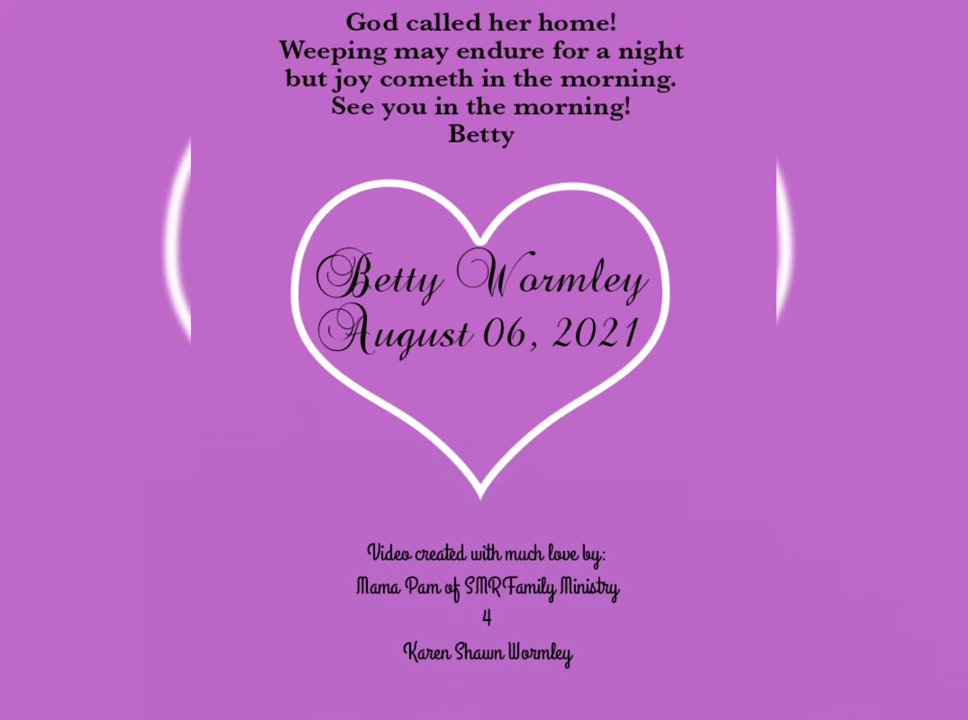 God called her home!
Weeping may endure for a night
but joy cometh in the morning.
See you in the morning!
Betty
Betty Wormley
August 06, 2021
Video created with much love by:
Mama Pam of SMRFamily Ministry
4
Karen Shawn Wormley